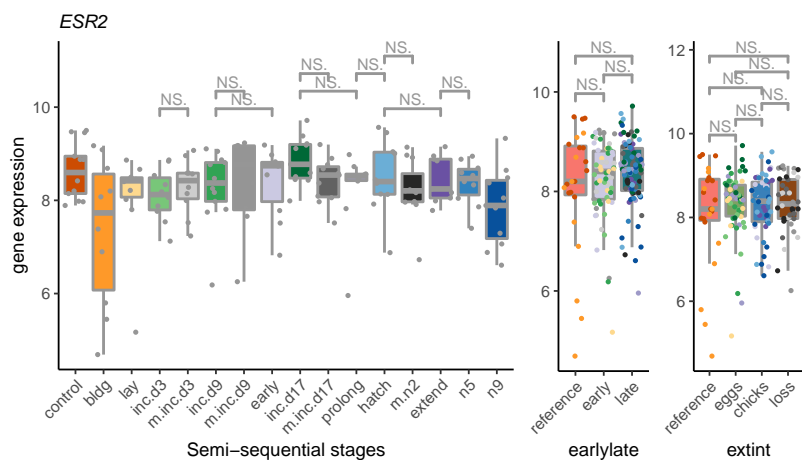 ESR2
gene expression
10
8
6
NS.
NS.
NS.
NS.
NS.
NS.
NS.
NS.
NS.
control
bldg
lay
inc.d3
m.inc.d3
inc.d9
m.inc.d9
early
inc.d17
m.inc.d17
prolong
hatch
m.n2
extend
n5
n9
Semi−sequential stages
10
8
6
NS.
NS.
NS.
reference
early
late
earlylate
12
10
8
6
NS.
NS.
NS.
NS.
NS.
NS.
reference
eggs
chicks
loss
extint